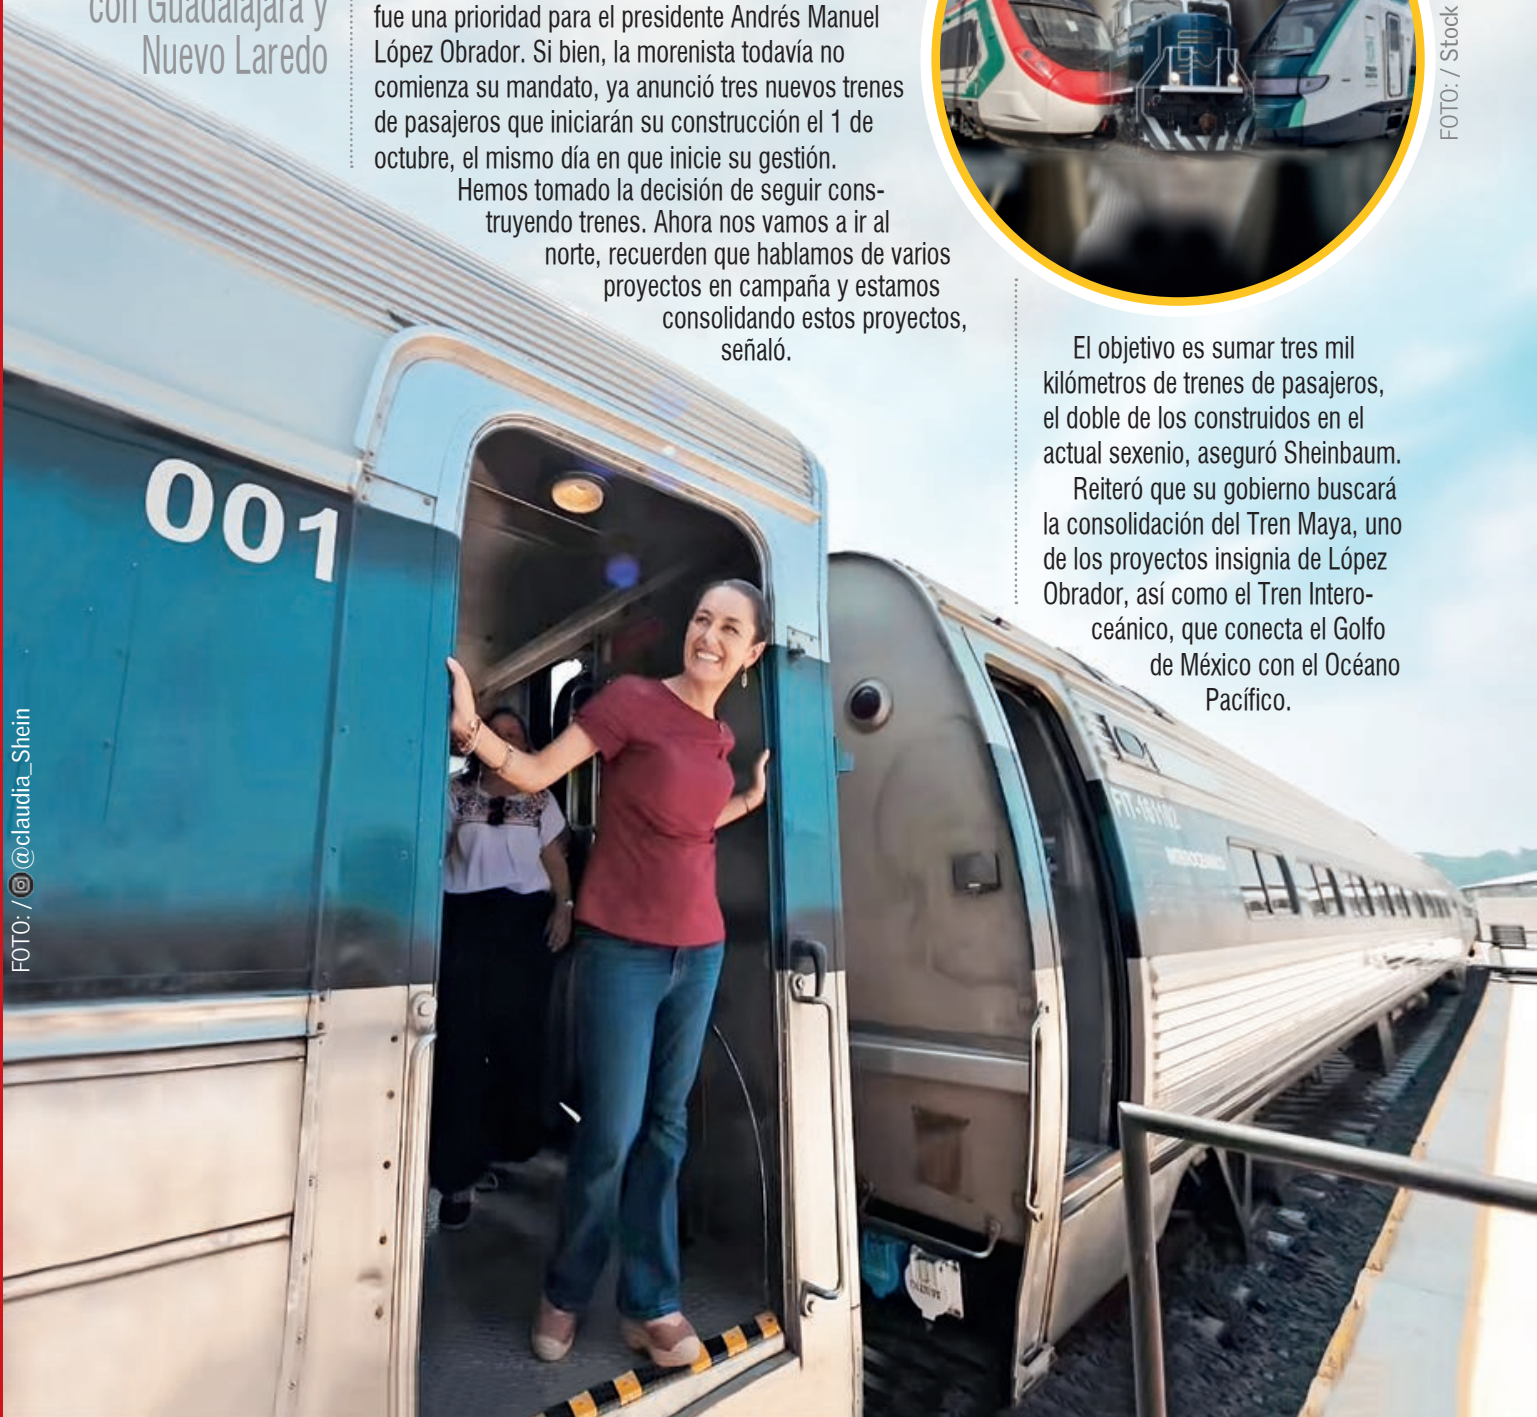 con Guadalajara y
Nuevo Laredo
fue una prioridad para el presidente Andrés Manuel
López Obrador. Si bien, la morenista todavía no
comienza su mandato, ya anunció tres nuevos trenes
de pasajeros que iniciarán su construcción el 1 de
octubre, el mismo día en que inicie su gestión.
Hemos tomado la decisión de seguir cons-
truyendo trenes. Ahora nos vamos a ir al
norte, recuerden que hablamos de varios
proyectos en campaña y estamos
consolidando estos proyectos,
señaló.
FOTO: / Stock
El objetivo es sumar tres mil
kilómetros de trenes de pasajeros,
el doble de los construidos en el
actual sexenio, aseguró Sheinbaum.
Reiteró que su gobierno buscará
la consolidación del Tren Maya, uno
de los proyectos insignia de López
Obrador, así como el Tren Intero-
ceánico, que conecta el Golfo
de México con el Océano
Pacífico.
001
INTEROCEÁNICO
FOTO: / @claudia_Shein